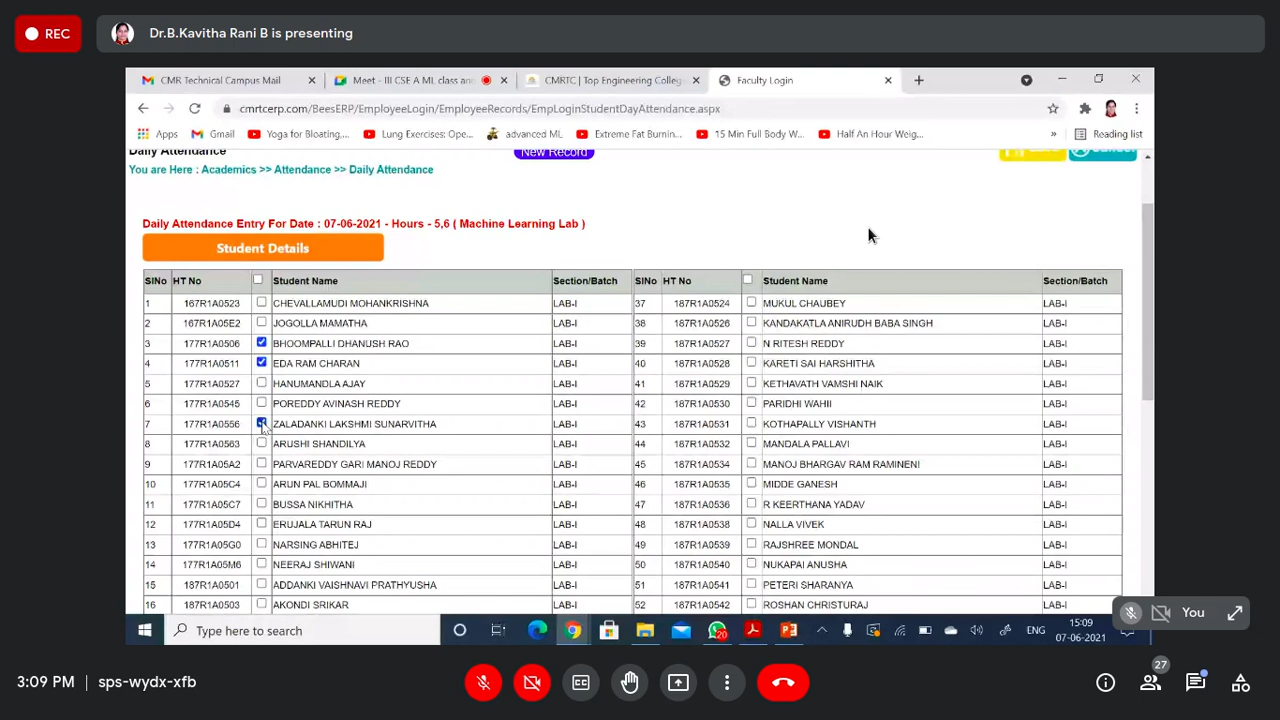 REC
Dr.B.Kavitha Rani B is presenting
CMR Technical Campus Mail
Meet - III CSE A ML class an
CMRTC | Top Engineering Colleg
Faculty Login
cmrtcerp.com/BeesERP/EmployeeLogin/EmployeeRecords/EmpLoginStudentDayAttendance.aspx
Apps Gmail Yoga for Bloating,... Lung Exercises: Ope... advanced ML Extreme Fat Burnin... 15 Min Full Body W... Half An Hour Weig... » Reading list
Daily Attendance New Record
You are Here : Academics >> Attendance >> Daily Attendance
Daily Attendance Entry For Date : 07-06-2021 - Hours - 5,6 ( Machine Learning Lab )
Student Details
SlNo HT No Student Name Section/Batch SlNo HT No Student Name Section/Batch
1 167R1A0523 CHEVALLAMUDI MOHANKRISHNA LAB-I 37 187R1A0524 MUKUL CHAUBEY LAB-I
2 167R1A05E2 JOGOLLA MAMATHA LAB-I 38 187R1A0526 KANDAKATLA ANIRUDH BABA SINGH LAB-I
3 177R1A0506 BHOOMPALLI DHANUSH RAO LAB-I 39 187R1A0527 N RITESH REDDY LAB-I
4 177R1A0511 EDA RAM CHARAN LAB-I 40 187R1A0528 KARETI SAI HARSHITHA LAB-I
5 177R1A0527 HANUMANDLA AJAY LAB-I 41 187R1A0529 KETHAVATH VAMSHI NAIK LAB-I
6 177R1A0545 POREDDY AVINASH REDDY LAB-I 42 187R1A0530 PARIDHI WAHII LAB-I
7 177R1A0556 ZALADANKI LAKSHMI SUNARVITHA LAB-I 43 187R1A0531 KOTHAPALLY VISHANTH LAB-I
8 177R1A0563 ARUSHI SHANDILYA LAB-I 44 187R1A0532 MANDALA PALLAVI LAB-I
9 177R1A05A2 PARVAREDDY GARI MANOJ REDDY LAB-I 45 187R1A0534 MANOJ BHARGAV RAM RAMINENI LAB-I
10 177R1A05C4 ARUN PAL BOMMAJI LAB-I 46 187R1A0535 MIDDE GANESH LAB-I
11 177R1A05C7 BUSSA NIKHITHA LAB-I 47 187R1A0536 R KEERTHANA YADAV LAB-I
12 177R1A05D4 ERUJALA TARUN RAJ LAB-I 48 187R1A0538 NALLA VIVEK LAB-I
13 177R1A05G0 NARSING ABHITEJ LAB-I 49 187R1A0539 RAJSHREE MONDAL LAB-I
14 177R1A05M6 NEERAJ SHIWANI LAB-I 50 187R1A0540 NUKAPAI ANUSHA LAB-I
15 187R1A0501 ADDANKI VAISHNAVI PRATHYUSHA LAB-I 51 187R1A0541 PETERI SHARANYA LAB-I
16 187R1A0503 AKONDI SRIKAR LAB-I 52 187R1A0542 ROSHAN CHRISTURAJ LAB-I
You
Type here to search
20
ENG
15:09
07-06-2021
3:09 PM | sps-wydx-xfb
CC
27